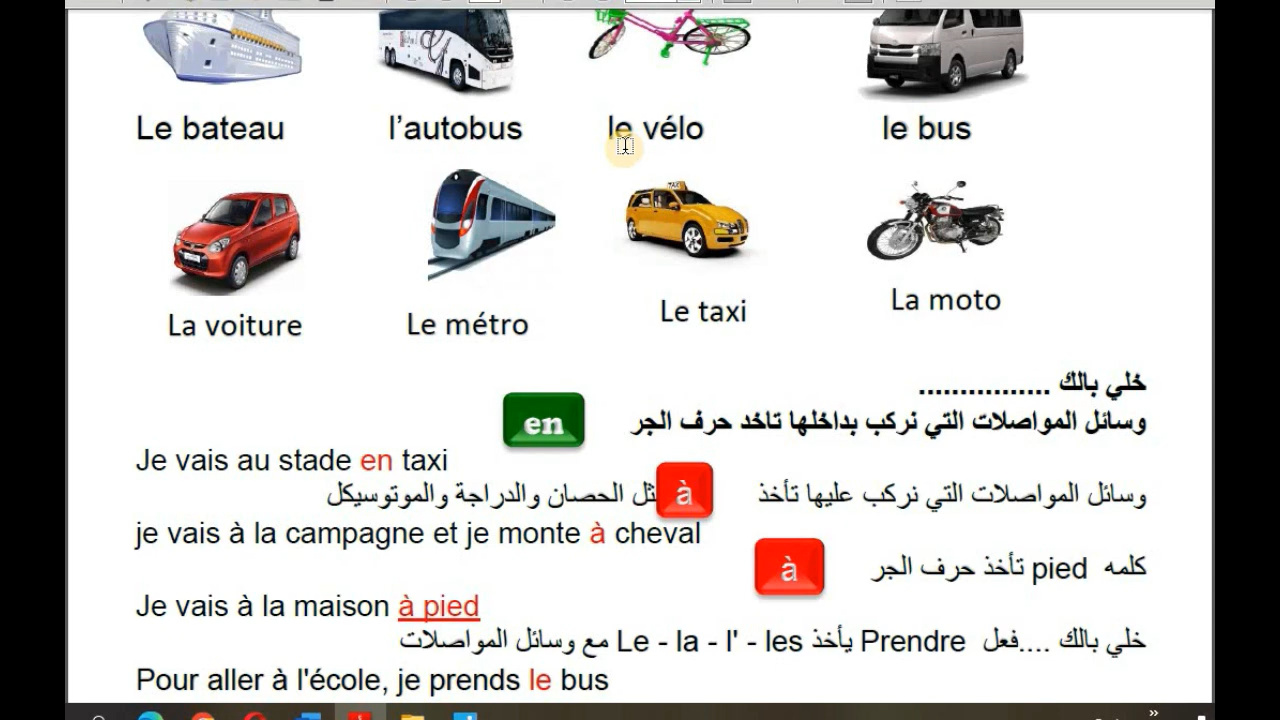 Le bateau l’autobus le vélo le bus
TAXI
La voiture Le métro Le taxi La moto
خلي بالك ................
وسائل المواصلات التي نركب بداخلها تاخد حرف الجر en
Je vais au stade en taxi
وسائل المواصلات التي نركب عليها تأخذ à مثل الحصان والدراجة والموتوسيكل
je vais à la campagne et je monte à cheval
كلمه pied تأخذ حرف الجر à
Je vais à la maison à pied
خلي بالك ....فعل Prendre يأخذ Le - la - l' - les مع وسائل المواصلات
Pour aller à l'école, je prends le bus